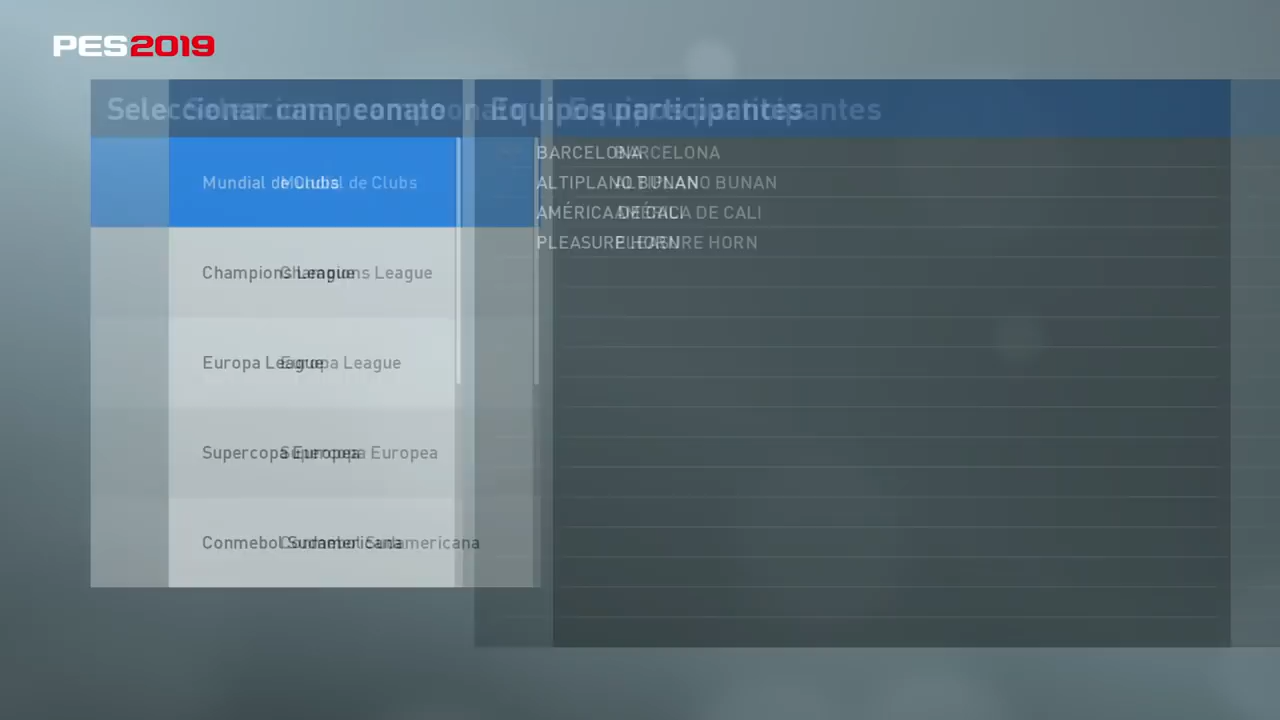 PES2019
Seleccionar campeonato
Equipos participantes
Mundial de Clubs
Champions League
Europa League
Supercopa Europea
Conmebol Sudamericana
BARCELONA
ALTIPLANO BUNAN
AMÉRICA DE CALI
PLEASURE HORN